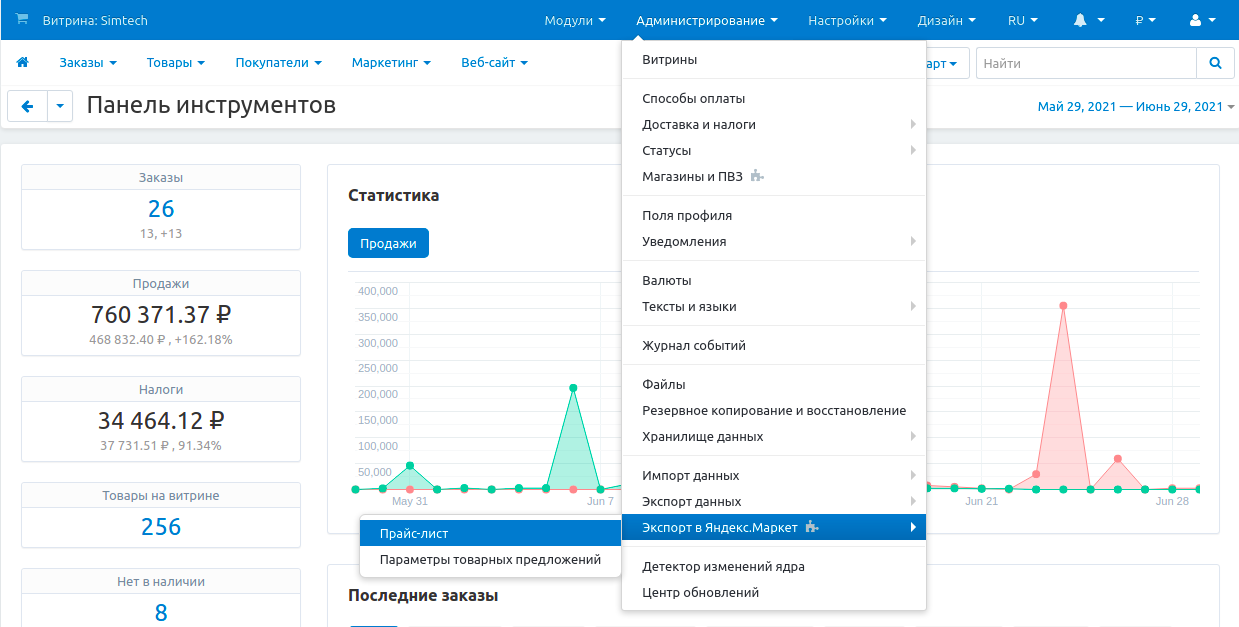 Витрина: Simtech
Модули
Администрирование
Настройки
Дизайн
RU
₽
Заказы
Товары
Покупатели
Маркетинг
Веб-сайт
арт
Найти
Панель инструментов
Май 29, 2021 — Июнь 29, 2021
Заказы
26
13, +13
Продажи
760 371.37 ₽
468 832.40 ₽ , +162.18%
Налоги
34 464.12 ₽
37 731.51 ₽ , 91.34%
Товары на витрине
256
Нет в наличии
8
Статистика
Продажи
400,000
350,000
300,000
250,000
200,000
150,000
100,000
50,000
May 31
Jun 7
Jun 21
Jun 28
Последние заказы
Витрины
Способы оплаты
Доставка и налоги
Статусы
Магазины и ПВЗ
Поля профиля
Уведомления
Валюты
Тексты и языки
Журнал событий
Файлы
Резервное копирование и восстановление
Хранилище данных
Импорт данных
Экспорт данных
Экспорт в Яндекс.Маркет
Детектор изменений ядра
Центр обновлений
Прайс-лист
Параметры товарных предложений